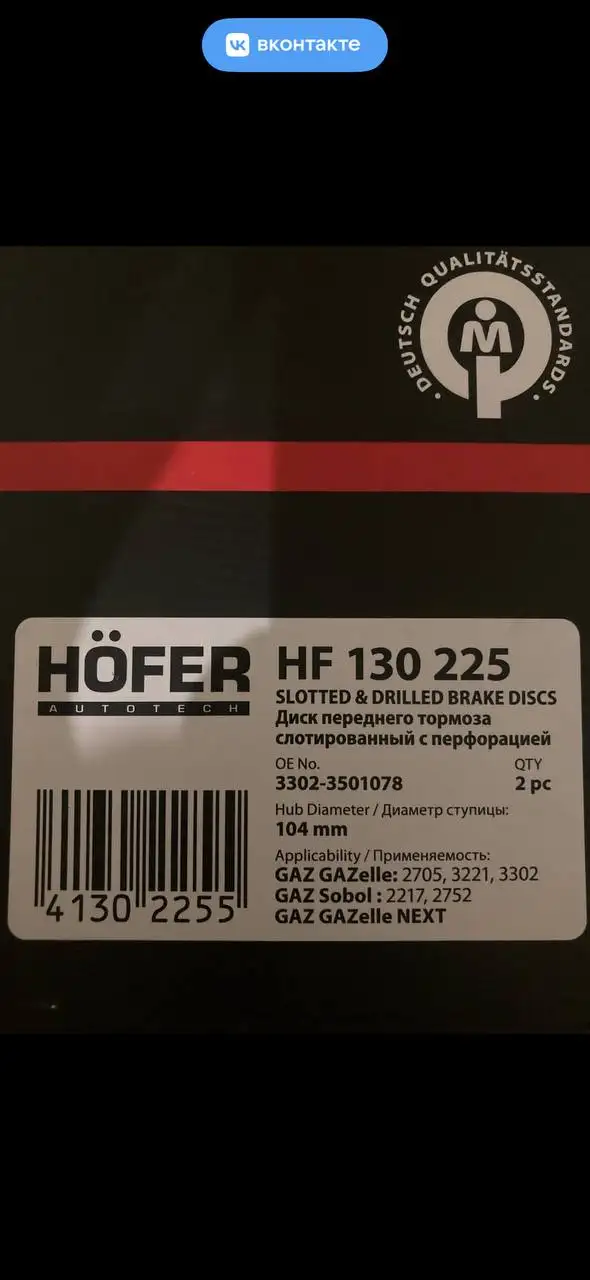 вконтакте
DEUTSCH QUALITÄTSSTANDARDS
HÖFER
AUTOTECH
HF 130 225
SLOTTED & DRILLED BRAKE DISCS
Диск переднего тормоза
слотированный с перфорацией
OE No.
QTY
3302-3501078
2 pc
Hub Diameter / Диаметр ступицы:
104 mm
Applicability / Применяемость:
GAZ GAZelle: 2705, 3221, 3302
GAZ Sobol : 2217, 2752
GAZ GAZelle NEXT
4130 2255